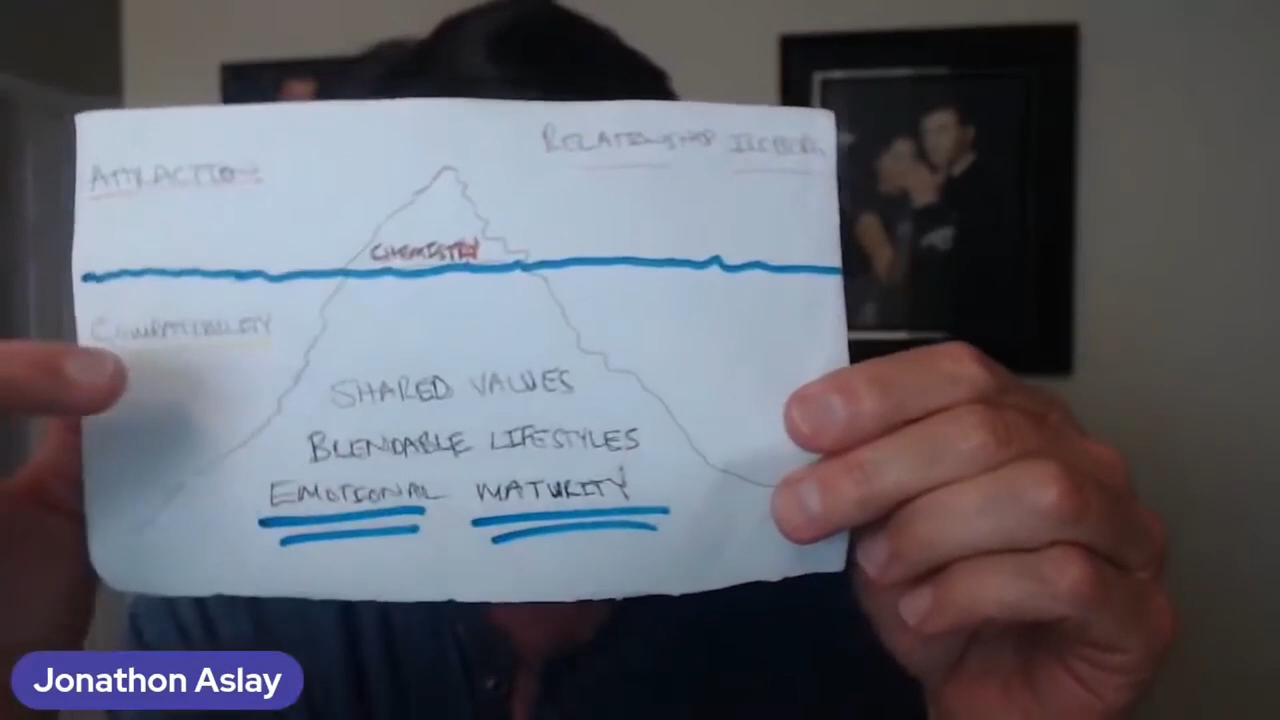 RELATIONSHIP ICEBERG
ATTRACTION
CHEMISTRY
COMPATIBILITY
SHARED VALUES
BLENDABLE LIFESTYLES
EMOTIONAL MATURITY
Jonathon Aslay